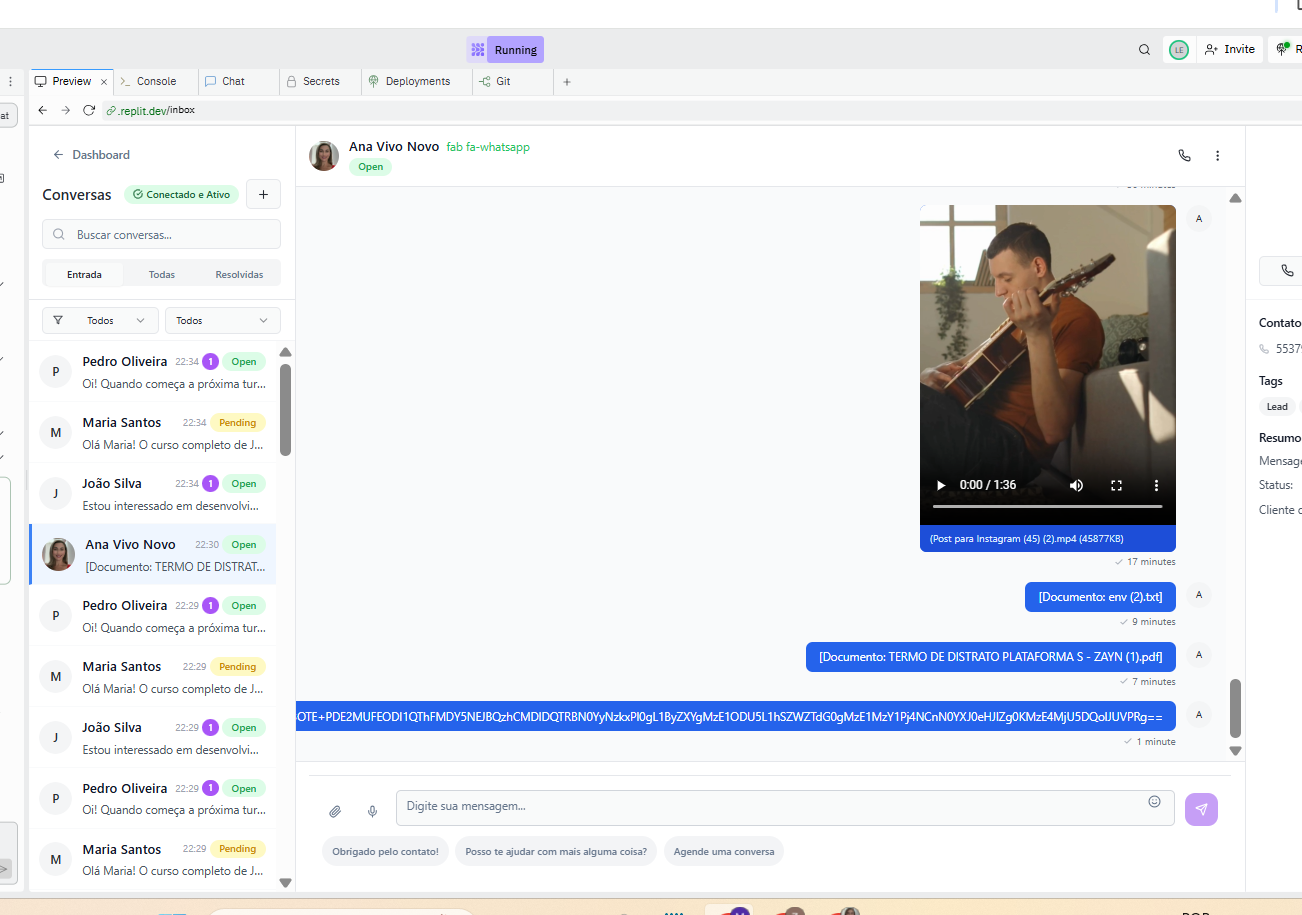 Running
LE
Invite
R
at
Preview
Console
Chat
Secrets
Deployments
Git
.replit.dev/inbox
Dashboard
Conversas
Conectado e Ativo
Buscar conversas...
Entrada
Todas
Resolvidas
Todos
Todos
P
Pedro Oliveira 22:34 1 Open
Oi! Quando começa a próxima tur...
M
Maria Santos 22:34 Pending
Olá Maria! O curso completo de J...
J
João Silva 22:34 1 Open
Estou interessado em desenvolvi...
Ana Vivo Novo 22:30 Open
[Documento: TERMO DE DISTRAT...
P
Pedro Oliveira 22:29 1 Open
Oi! Quando começa a próxima tur...
M
Maria Santos 22:29 Pending
Olá Maria! O curso completo de J...
J
João Silva 22:29 1 Open
Estou interessado em desenvolvi...
P
Pedro Oliveira 22:29 1 Open
Oi! Quando começa a próxima tur...
M
Maria Santos 22:29 Pending
Olá Maria! O curso completo de J...
Ana Vivo Novo fab fa-whatsapp
Open
A
0:00 / 1:36
(Post para Instagram (45) (2).mp4 (45877KB)
17 minutes
[Documento: env (2).txt]
A
9 minutes
[Documento: TERMO DE DISTRATO PLATAFORMA S - ZAYN (1).pdf]
A
7 minutes
A
1 minute
Digite sua mensagem...
Obrigado pelo contato!
Posso te ajudar com mais alguma coisa?
Agende uma conversa
Contato
5537
Tags
Lead
Resumo
Mensage
Status:
Cliente